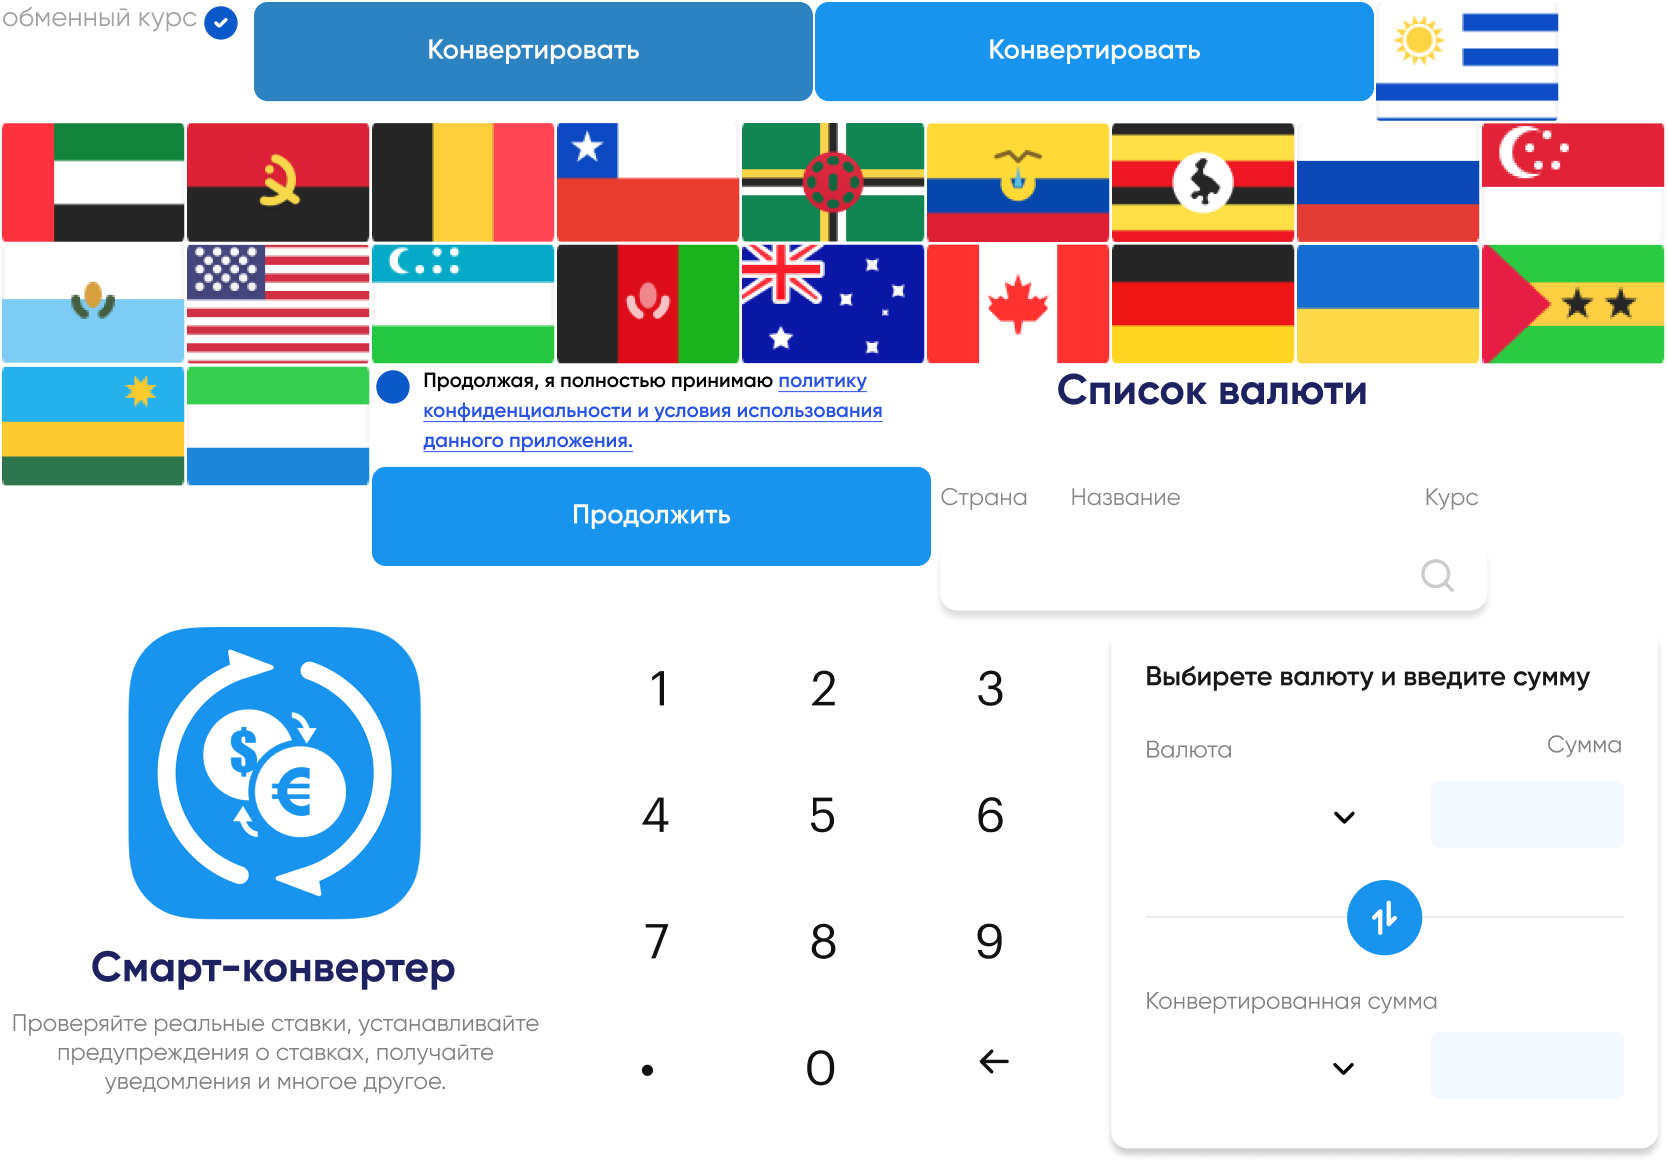 обменный курс
Конвертировать
Конвертировать
Продолжая, я полностью принимаю политику
конфиденциальности и условия использования
данного приложения.
Список валюти
Продолжить
Страна Название Курс
Выбирете валюту и введите сумму
Валюта Сумма
Конвертированная сумма
$
€
Смарт-конвертер
Проверяйте реальные ставки, устанавливайте
предупреждения о ставках, получайте
уведомления и многое другое.
1 2 3
4 5 6
7 8 9
. 0 ←